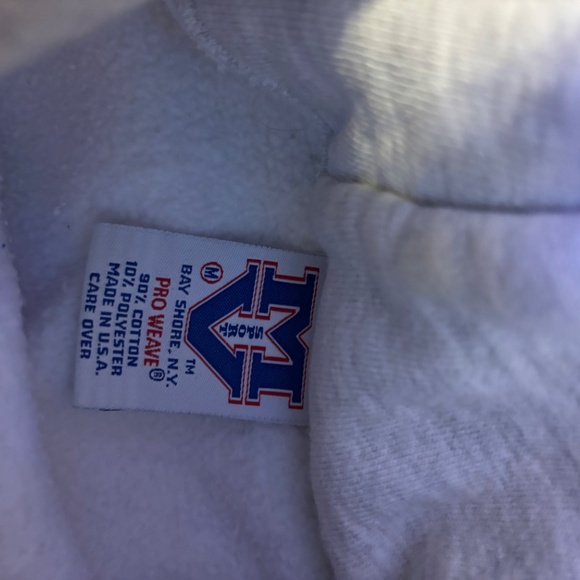 MV
SPORT
™
M
BAY SHORE, N.Y.
PRO WEAVE®
90% COTTON
10% POLYESTER
MADE IN U.S.A.
CARE OVER